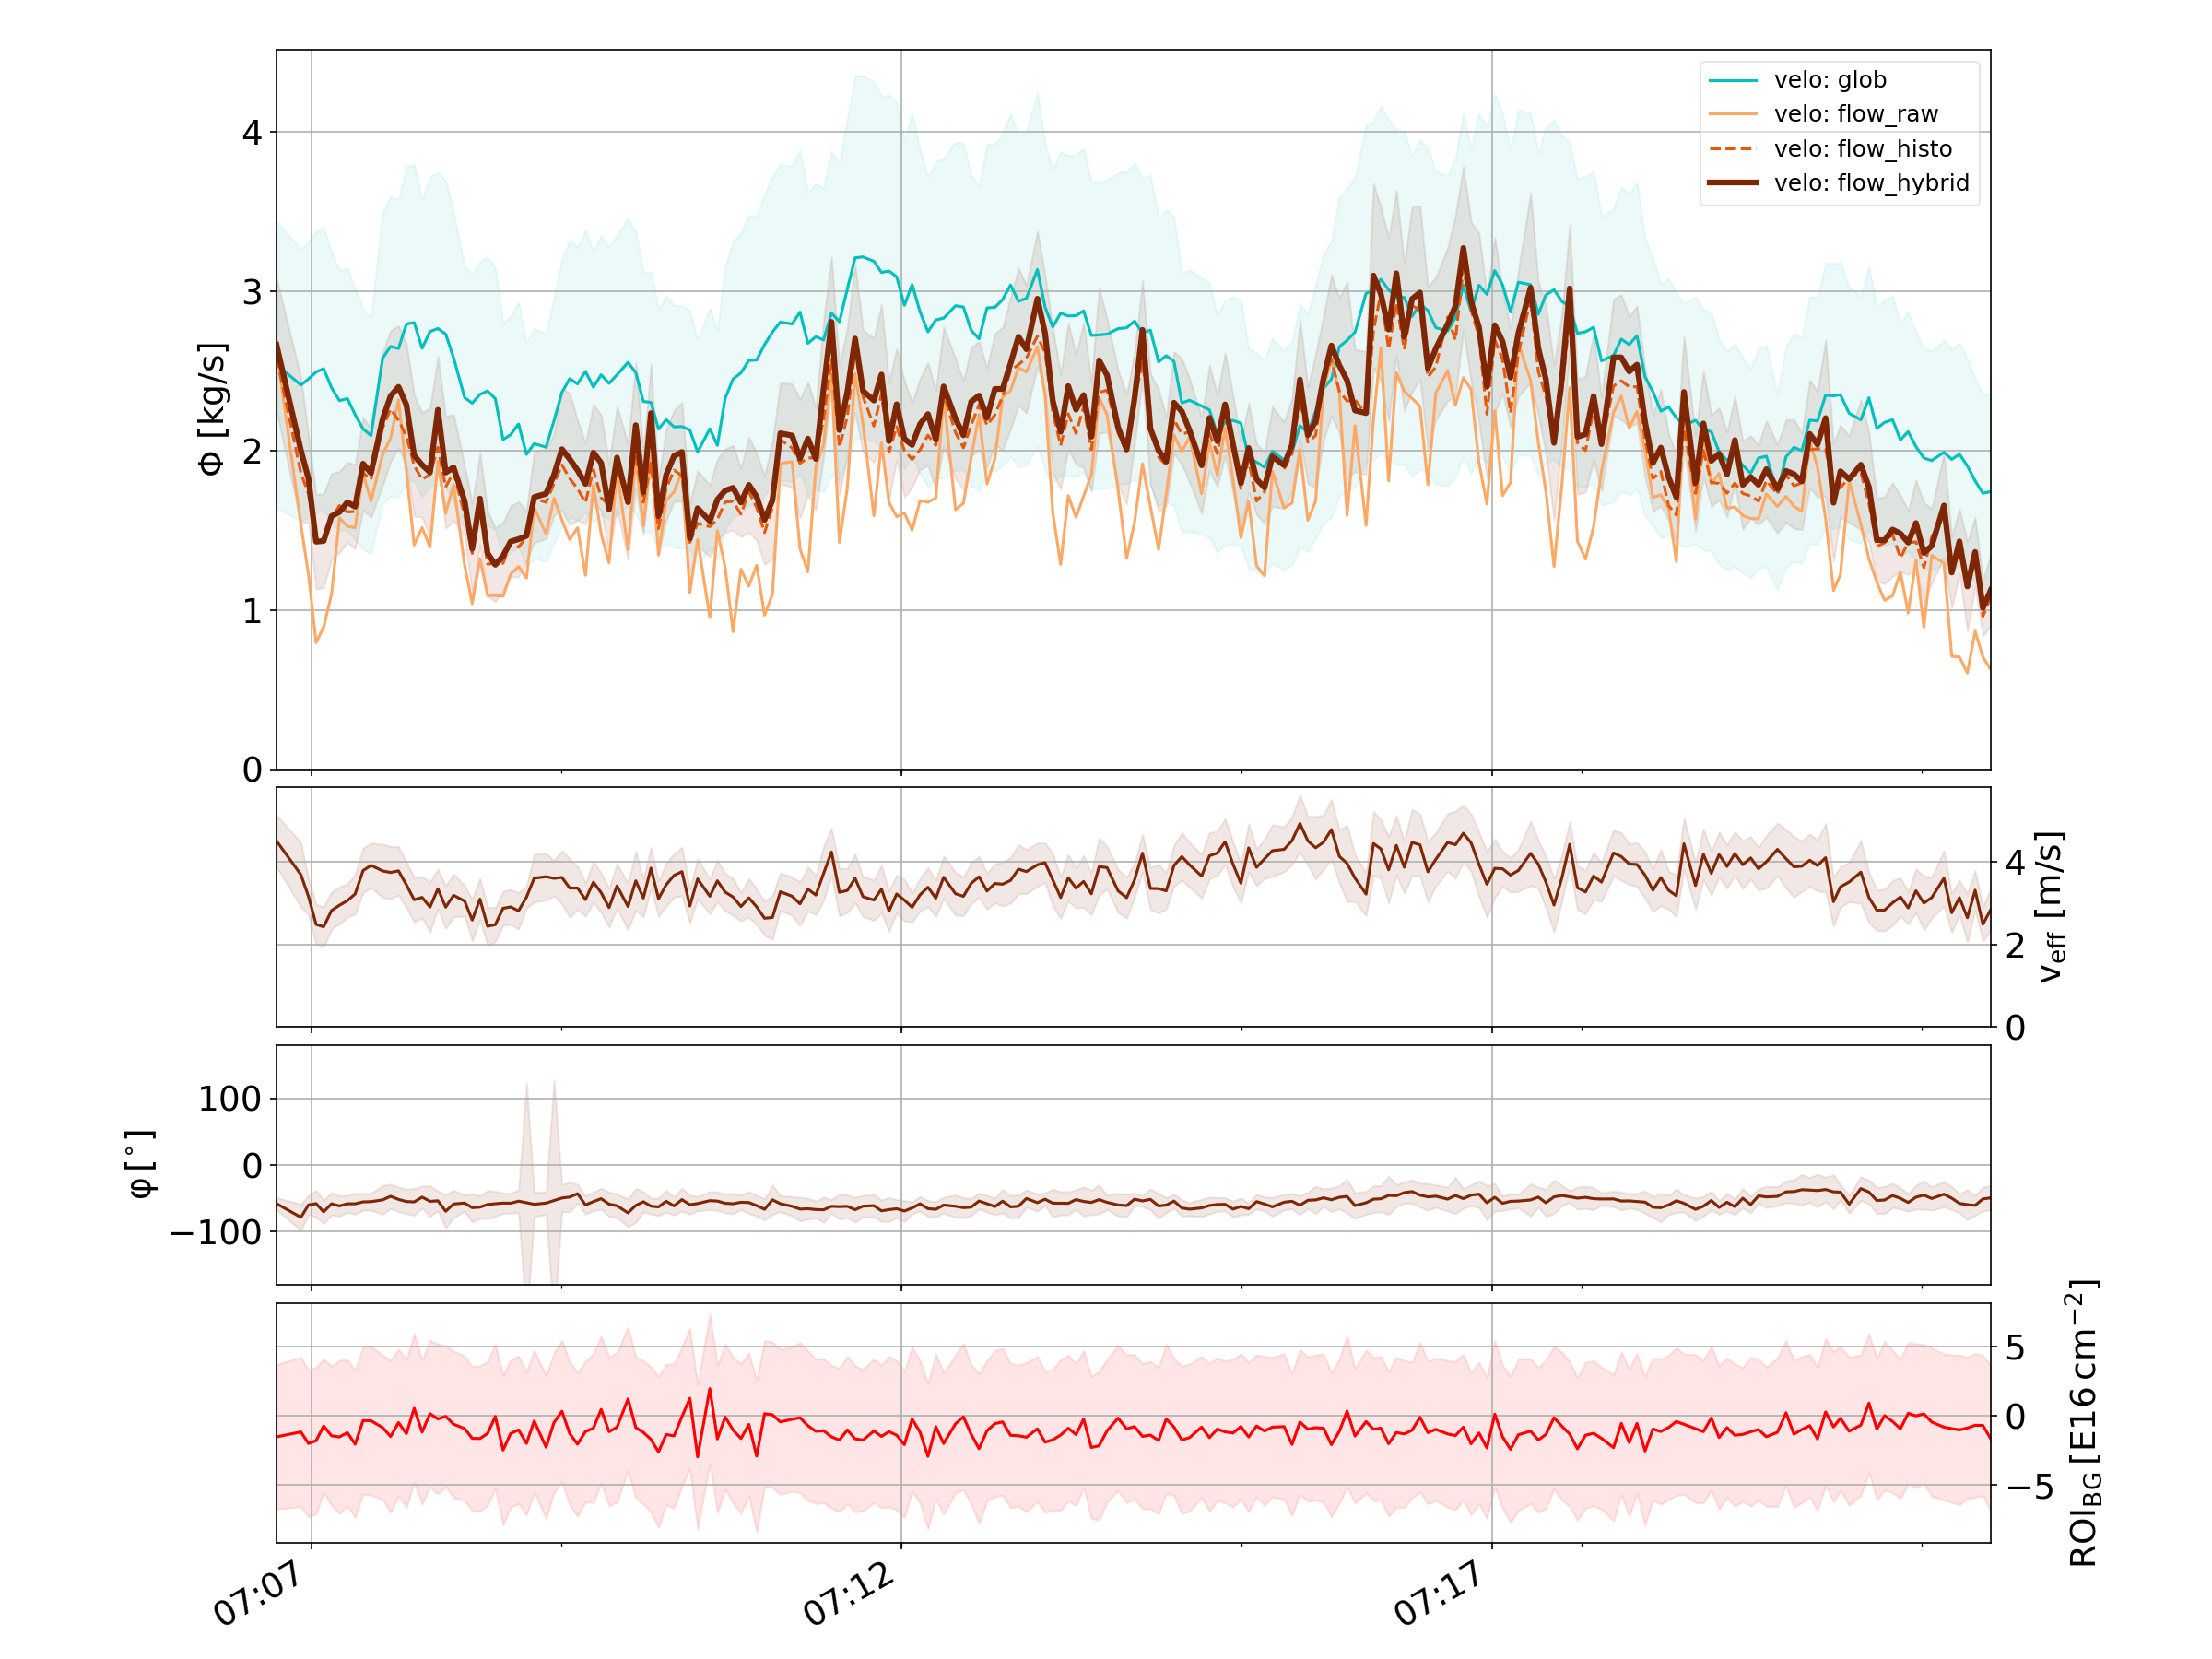 velo: glob
velo: flow_raw
velo: flow_histo
velo: flow_hybrid
Φ [kg/s]
4
3
2
1
0
4
2
0
v_eff [m/s]
φ [°]
100
0
−100
5
0
−5
ROI_BG [E16 cm⁻²]
07:07
07:12
07:17